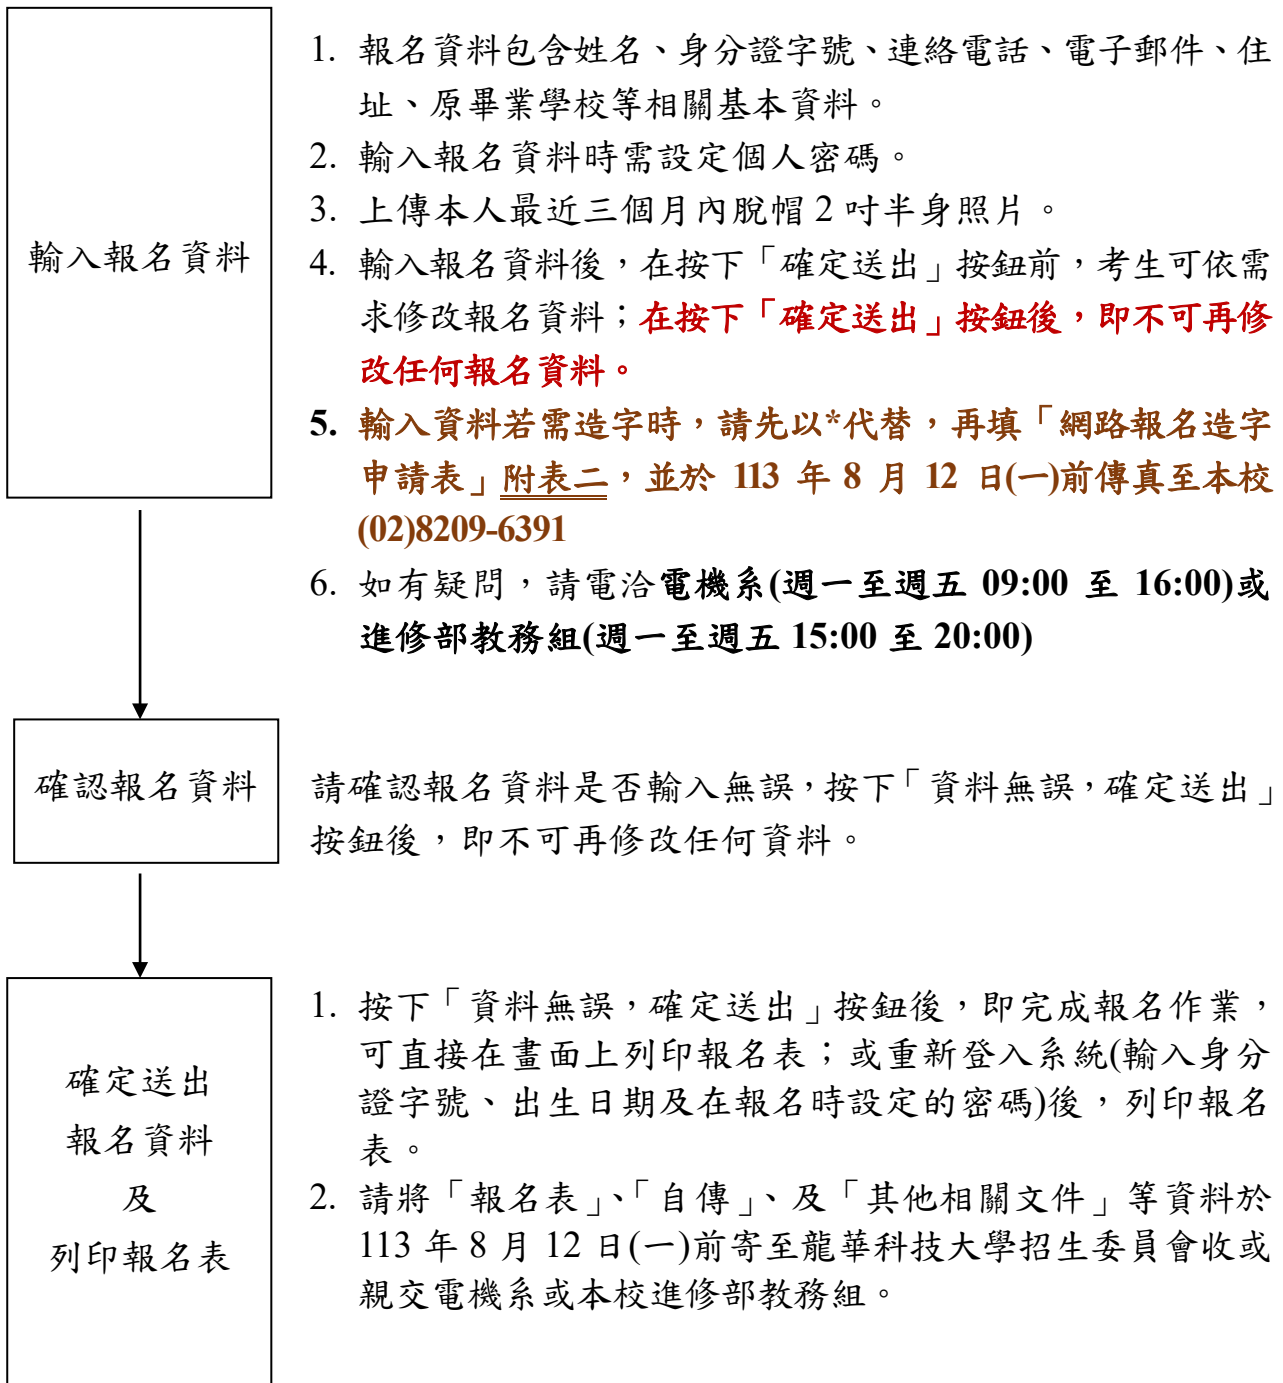 輸入報名資料
1. 報名資料包含姓名、身分證字號、連絡電話、電子郵件、住
址、原畢業學校等相關基本資料。
2. 輸入報名資料時需設定個人密碼。
3. 上傳本人最近三個月內脫帽 2 吋半身照片。
4. 輸入報名資料後，在按下「確定送出」按鈕前，考生可依需
求修改報名資料；在按下「確定送出」按鈕後，即不可再修
改任何報名資料。
5. 輸入資料若需造字時，請先以*代替，再填「網路報名造字
申請表」附表二，並於 113 年 8 月 12 日(一)前傳真至本校
(02)8209-6391
6. 如有疑問，請電洽電機系(週一至週五 09:00 至 16:00)或
進修部教務組(週一至週五 15:00 至 20:00)
確認報名資料
請確認報名資料是否輸入無誤，按下「資料無誤，確定送出」
按鈕後，即不可再修改任何資料。
確定送出
報名資料
及
列印報名表
1. 按下「資料無誤，確定送出」按鈕後，即完成報名作業，
可直接在畫面上列印報名表；或重新登入系統(輸入身分
證字號、出生日期及在報名時設定的密碼)後，列印報名
表。
2. 請將「報名表」、「自傳」、及「其他相關文件」等資料於
113 年 8 月 12 日(一)前寄至龍華科技大學招生委員會收或
親交電機系或本校進修部教務組。